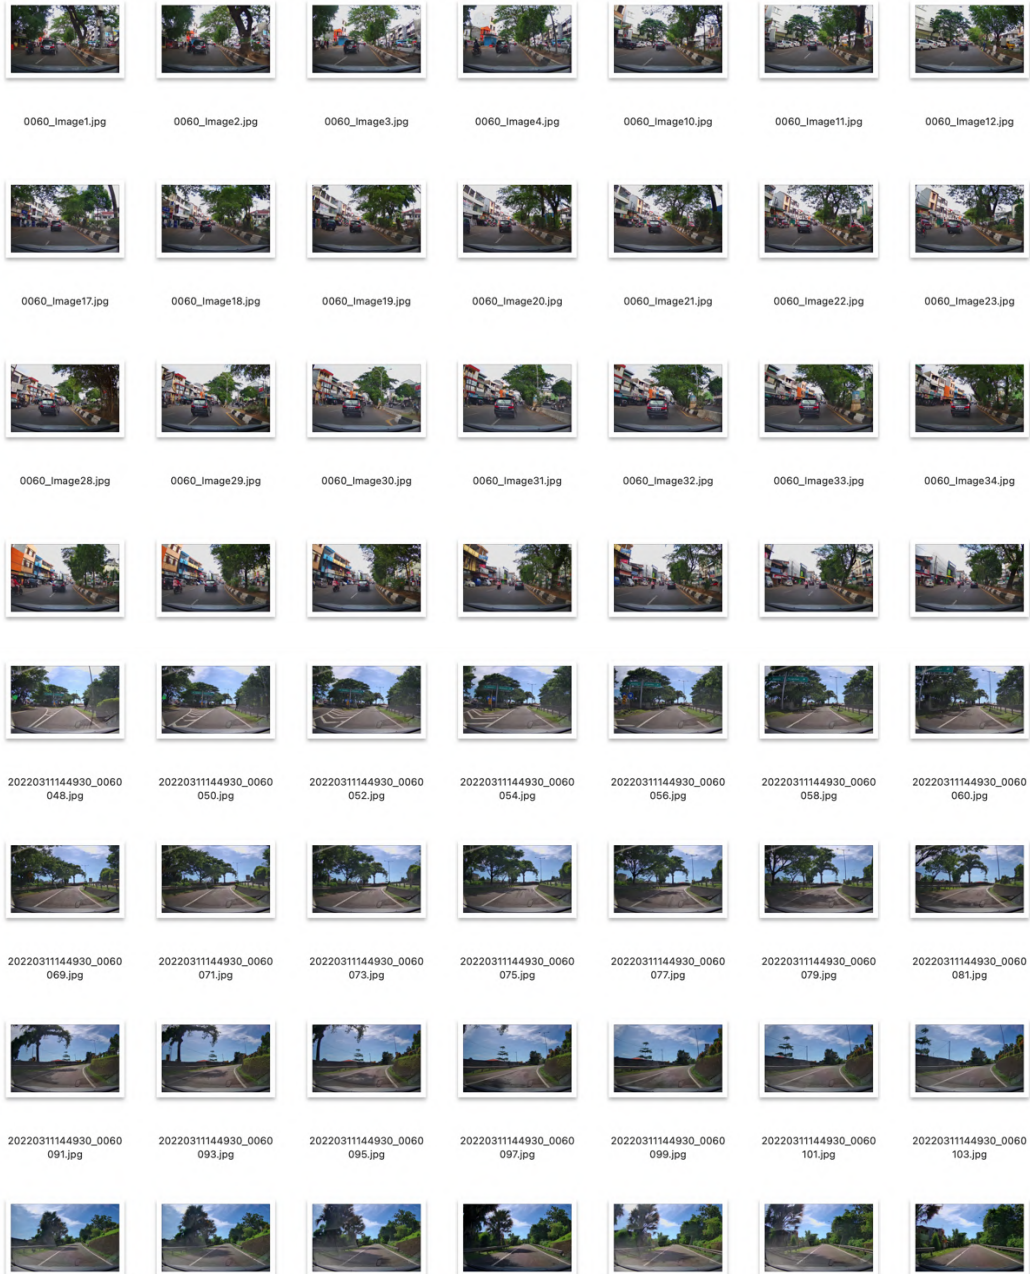 0060_Image1.jpg
0060_Image2.jpg
0060_Image3.jpg
0060_Image4.jpg
0060_Image10.jpg
0060_Image11.jpg
0060_Image12.jpg
0060_Image17.jpg
0060_Image18.jpg
0060_Image19.jpg
0060_Image20.jpg
0060_Image21.jpg
0060_Image22.jpg
0060_Image23.jpg
0060_Image28.jpg
0060_Image29.jpg
0060_Image30.jpg
0060_Image31.jpg
0060_Image32.jpg
0060_Image33.jpg
0060_Image34.jpg
20220311144930_0060
048.jpg
20220311144930_0060
050.jpg
20220311144930_0060
052.jpg
20220311144930_0060
054.jpg
20220311144930_0060
056.jpg
20220311144930_0060
058.jpg
20220311144930_0060
060.jpg
20220311144930_0060
069.jpg
20220311144930_0060
071.jpg
20220311144930_0060
073.jpg
20220311144930_0060
075.jpg
20220311144930_0060
077.jpg
20220311144930_0060
079.jpg
20220311144930_0060
081.jpg
20220311144930_0060
091.jpg
20220311144930_0060
093.jpg
20220311144930_0060
095.jpg
20220311144930_0060
097.jpg
20220311144930_0060
099.jpg
20220311144930_0060
101.jpg
20220311144930_0060
103.jpg